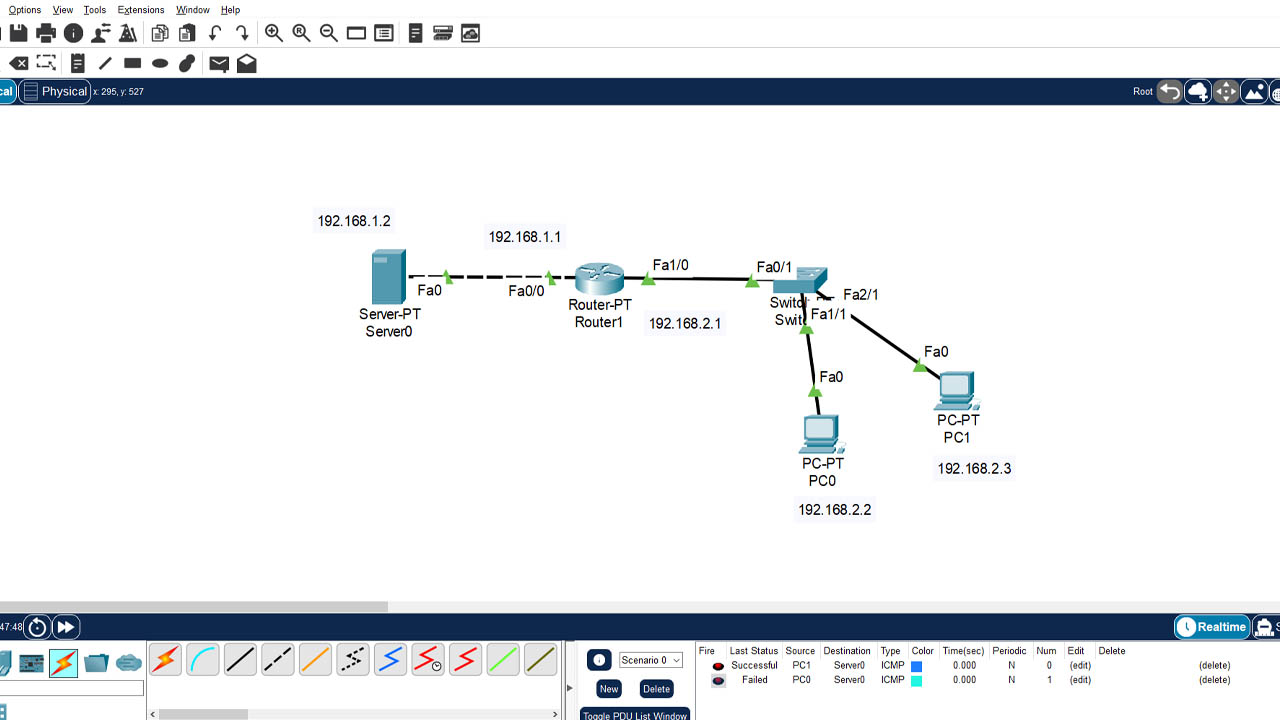 Options View Tools Extensions Window Help
Physical x: 295, y: 527
Root
192.168.1.2
192.168.1.1
Fa0
Fa0/0
Fa1/0
Fa0/1
Fa2/1
Fa1/1
Server-PT
Server0
Router-PT
Router1
192.168.2.1
Fa0
Fa0
PC-PT
PC1
192.168.2.3
PC-PT
PC0
192.168.2.2
47:48
Realtime
Scenario 0
New Delete
Toggle PDU List Window
Fire Last Status Source Destination Type Color Time(sec) Periodic Num Edit Delete
Successful PC1 Server0 ICMP 0.000 N 0 (edit) (delete)
Failed PC0 Server0 ICMP 0.000 N 1 (edit) (delete)